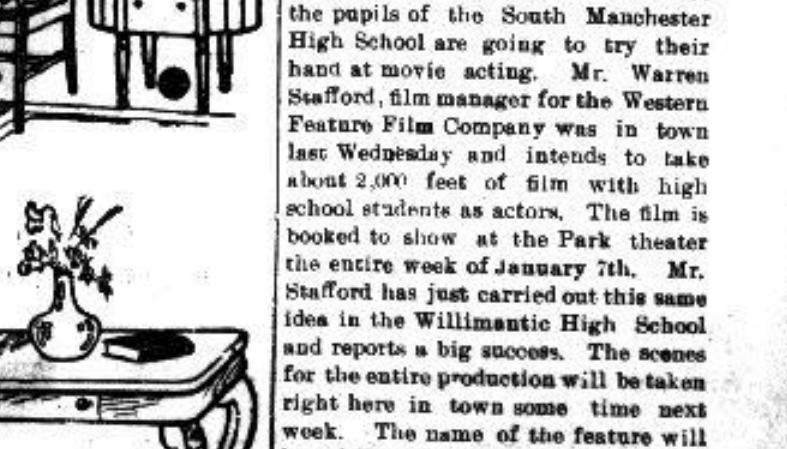 the pupils of the South Manchester
High School are going to try their
hand at movie acting. Mr. Warren
Stafford, film manager for the Western
Feature Film Company was in town
last Wednesday and intends to take
about 2,000 feet of film with high
school students as actors. The film is
booked to show at the Park theater
the entire week of January 7th. Mr.
Stafford has just carried out this same
idea in the Willimantic High School
and reports a big success. The scenes
for the entire production will be taken
right here in town some time next
week. The name of the feature will